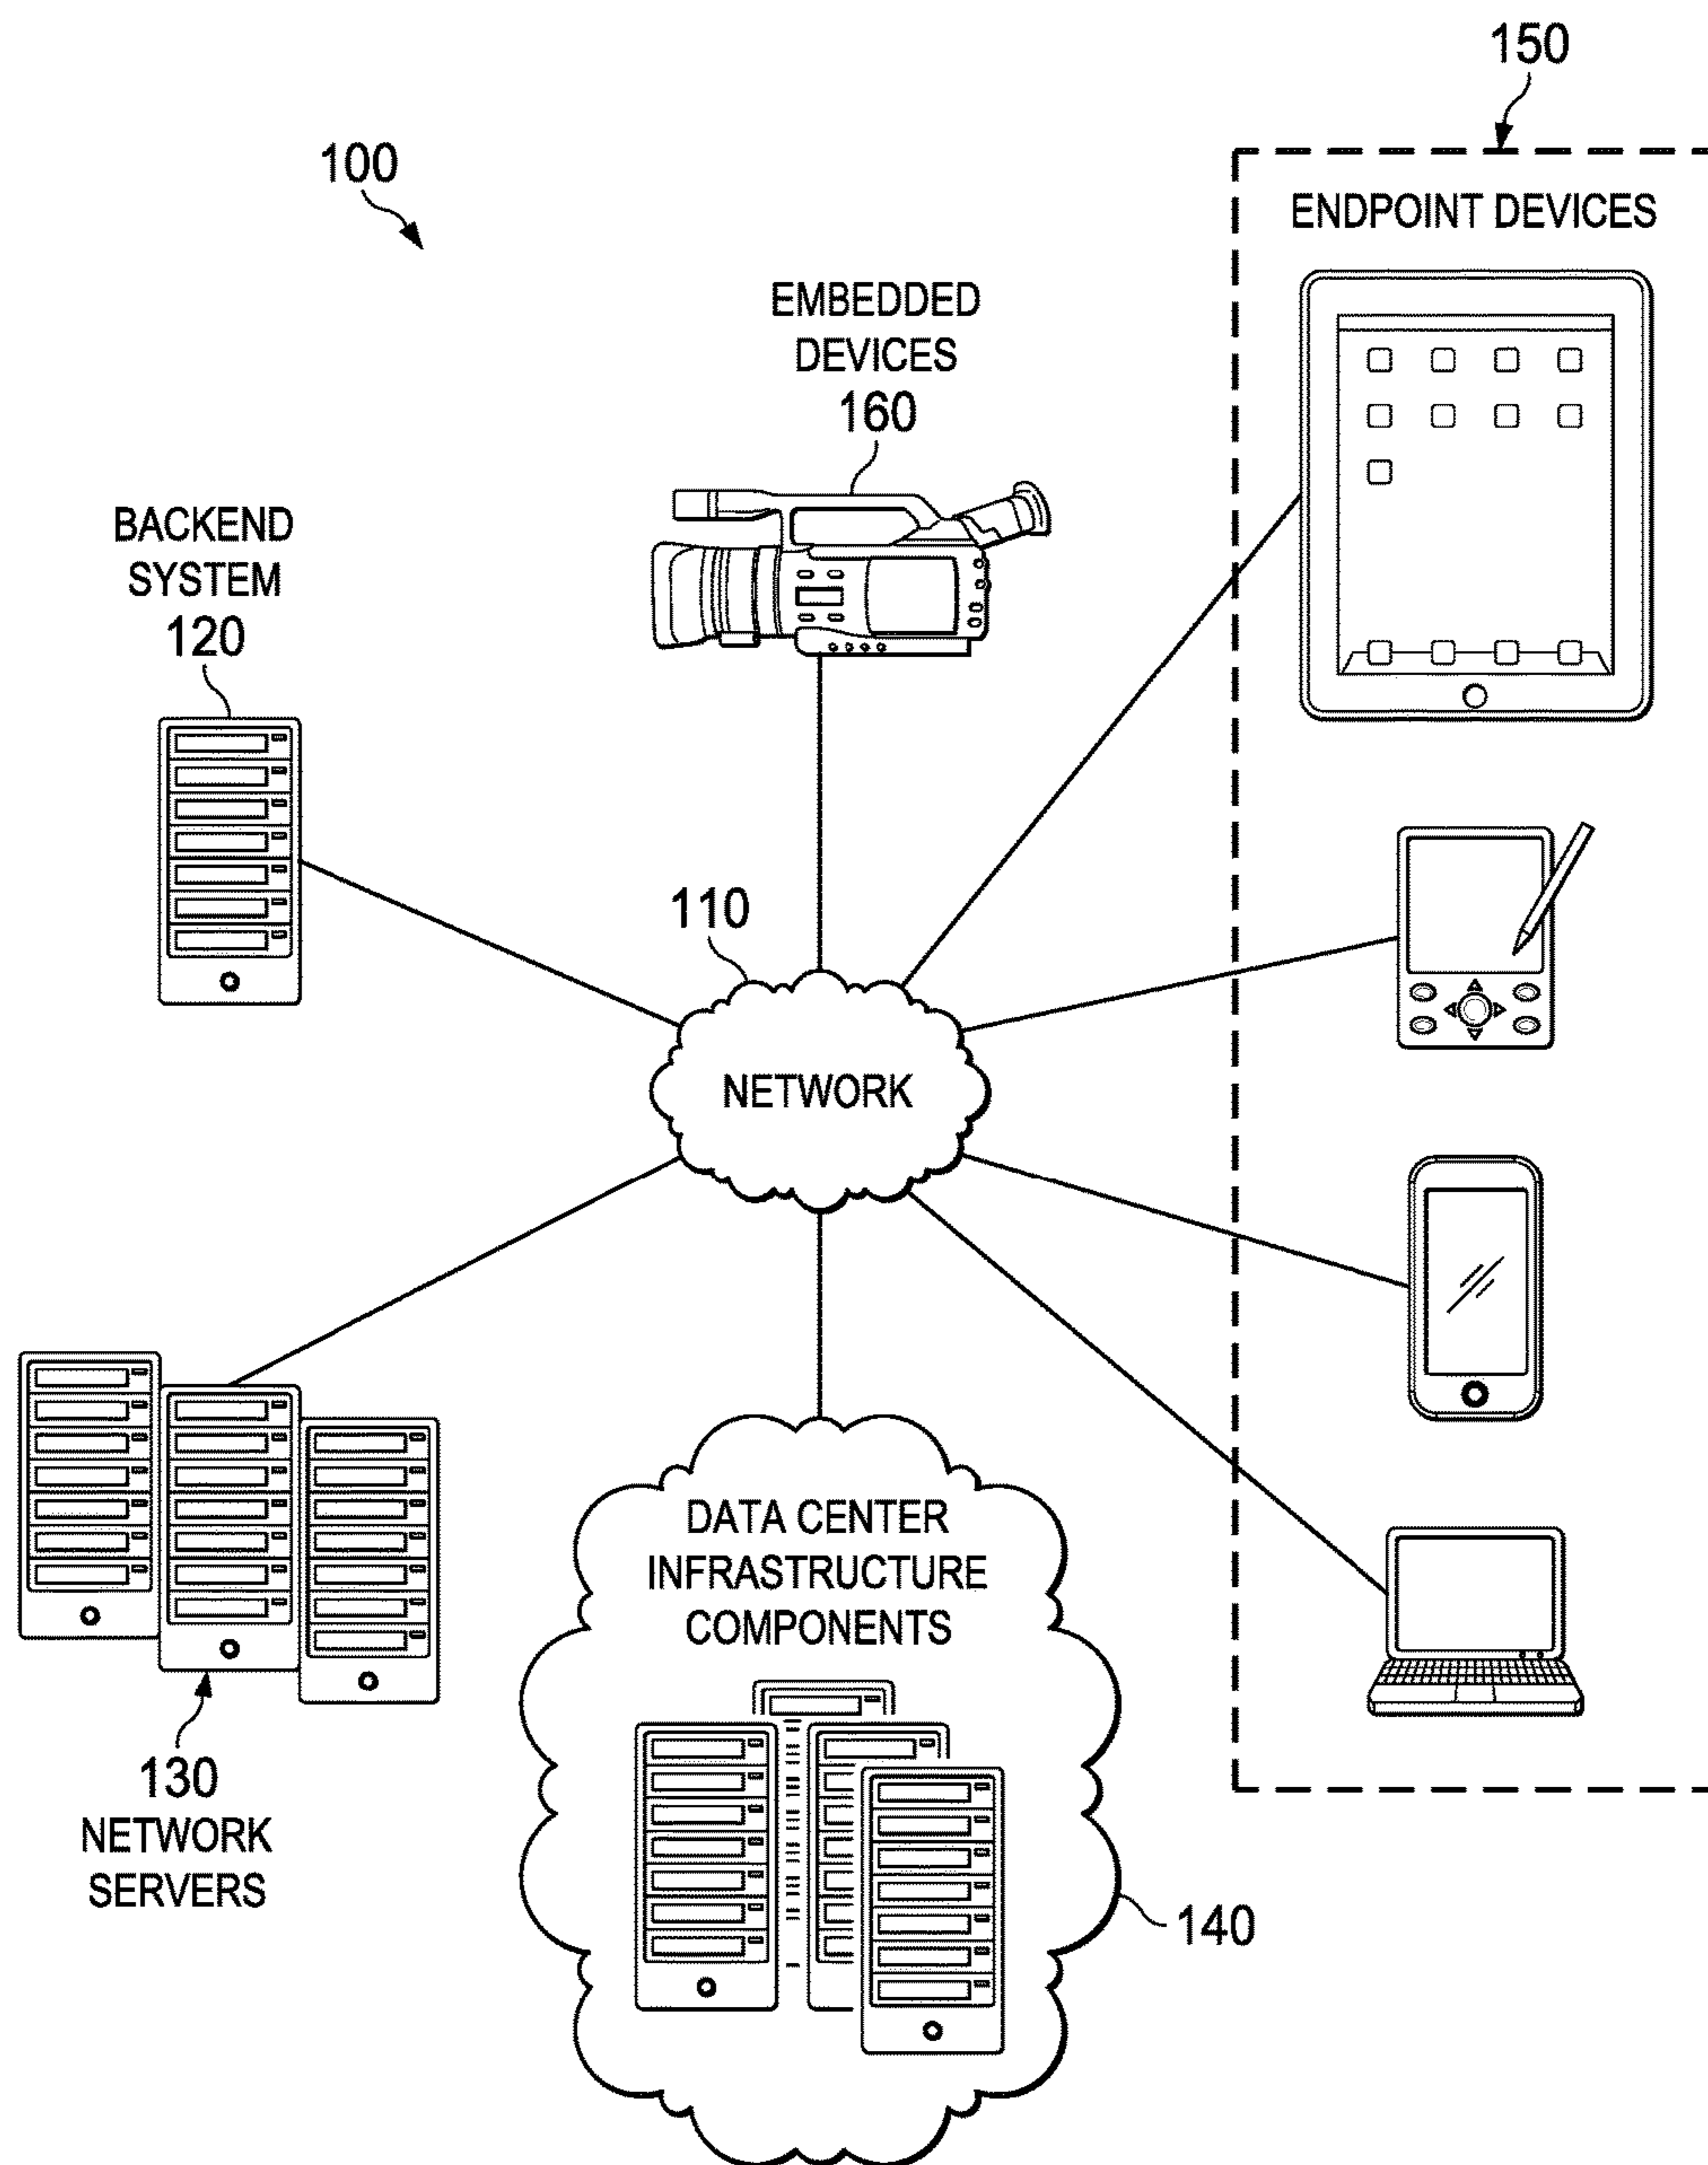 150
100
ENDPOINT DEVICES
EMBEDDED
DEVICES
160
BACKEND
SYSTEM
120
110
NETWORK
DATA CENTER
INFRASTRUCTURE
COMPONENTS
130
NETWORK
SERVERS
140